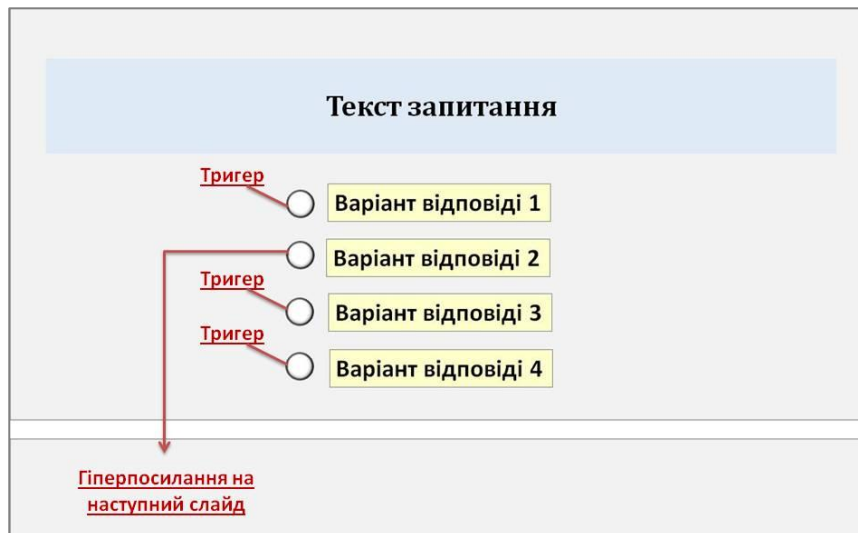 Текст запитання
Тригер
Варіант відповіді 1
Варіант відповіді 2
Тригер
Варіант відповіді 3
Тригер
Варіант відповіді 4
Гіперпосилання на
наступний слайд